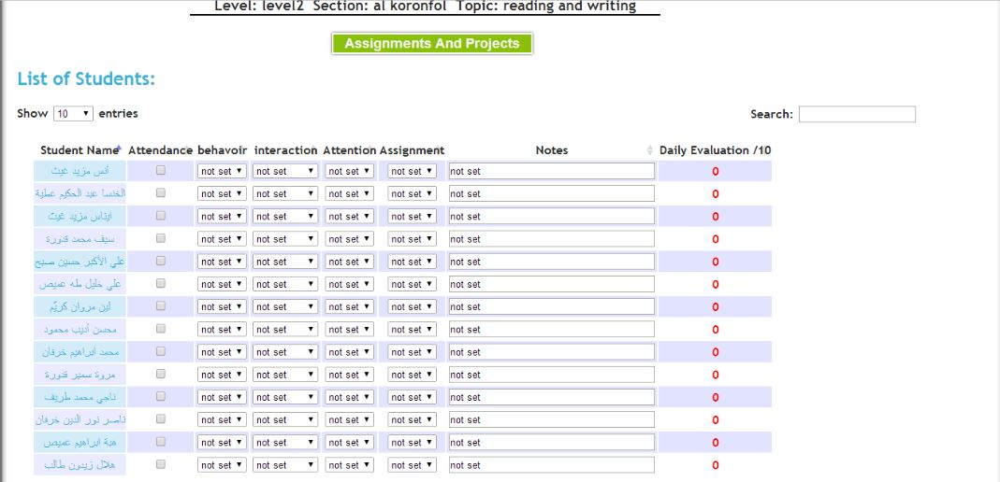 Level: level2 Section: al koronfol Topic: reading and writing
Assignments And Projects
List of Students:
Show 10 entries
Search:
Student Name Attendance behavoir interaction Attention Assignment Notes Daily Evaluation /10
أنس مزيد غيث not set not set not set not set not set 0
الخنسا عبد الحكيم عطية not set not set not set not set not set 0
ايناس مزيد غيث not set not set not set not set not set 0
سيف محمد قدورة not set not set not set not set not set 0
علي الأكبر حسين صبح not set not set not set not set not set 0
علي خليل طه عميص not set not set not set not set not set 0
لين مروان كريّم not set not set not set not set not set 0
محسن أديب محمود not set not set not set not set not set 0
محمد ابراهيم خرفان not set not set not set not set not set 0
مروة سمير قدورة not set not set not set not set not set 0
ناجي محمد طريف not set not set not set not set not set 0
ناصر نور الدين خرفان not set not set not set not set not set 0
هبة ابراهيم عميص not set not set not set not set not set 0
هلال زيدون طالب not set not set not set not set not set 0